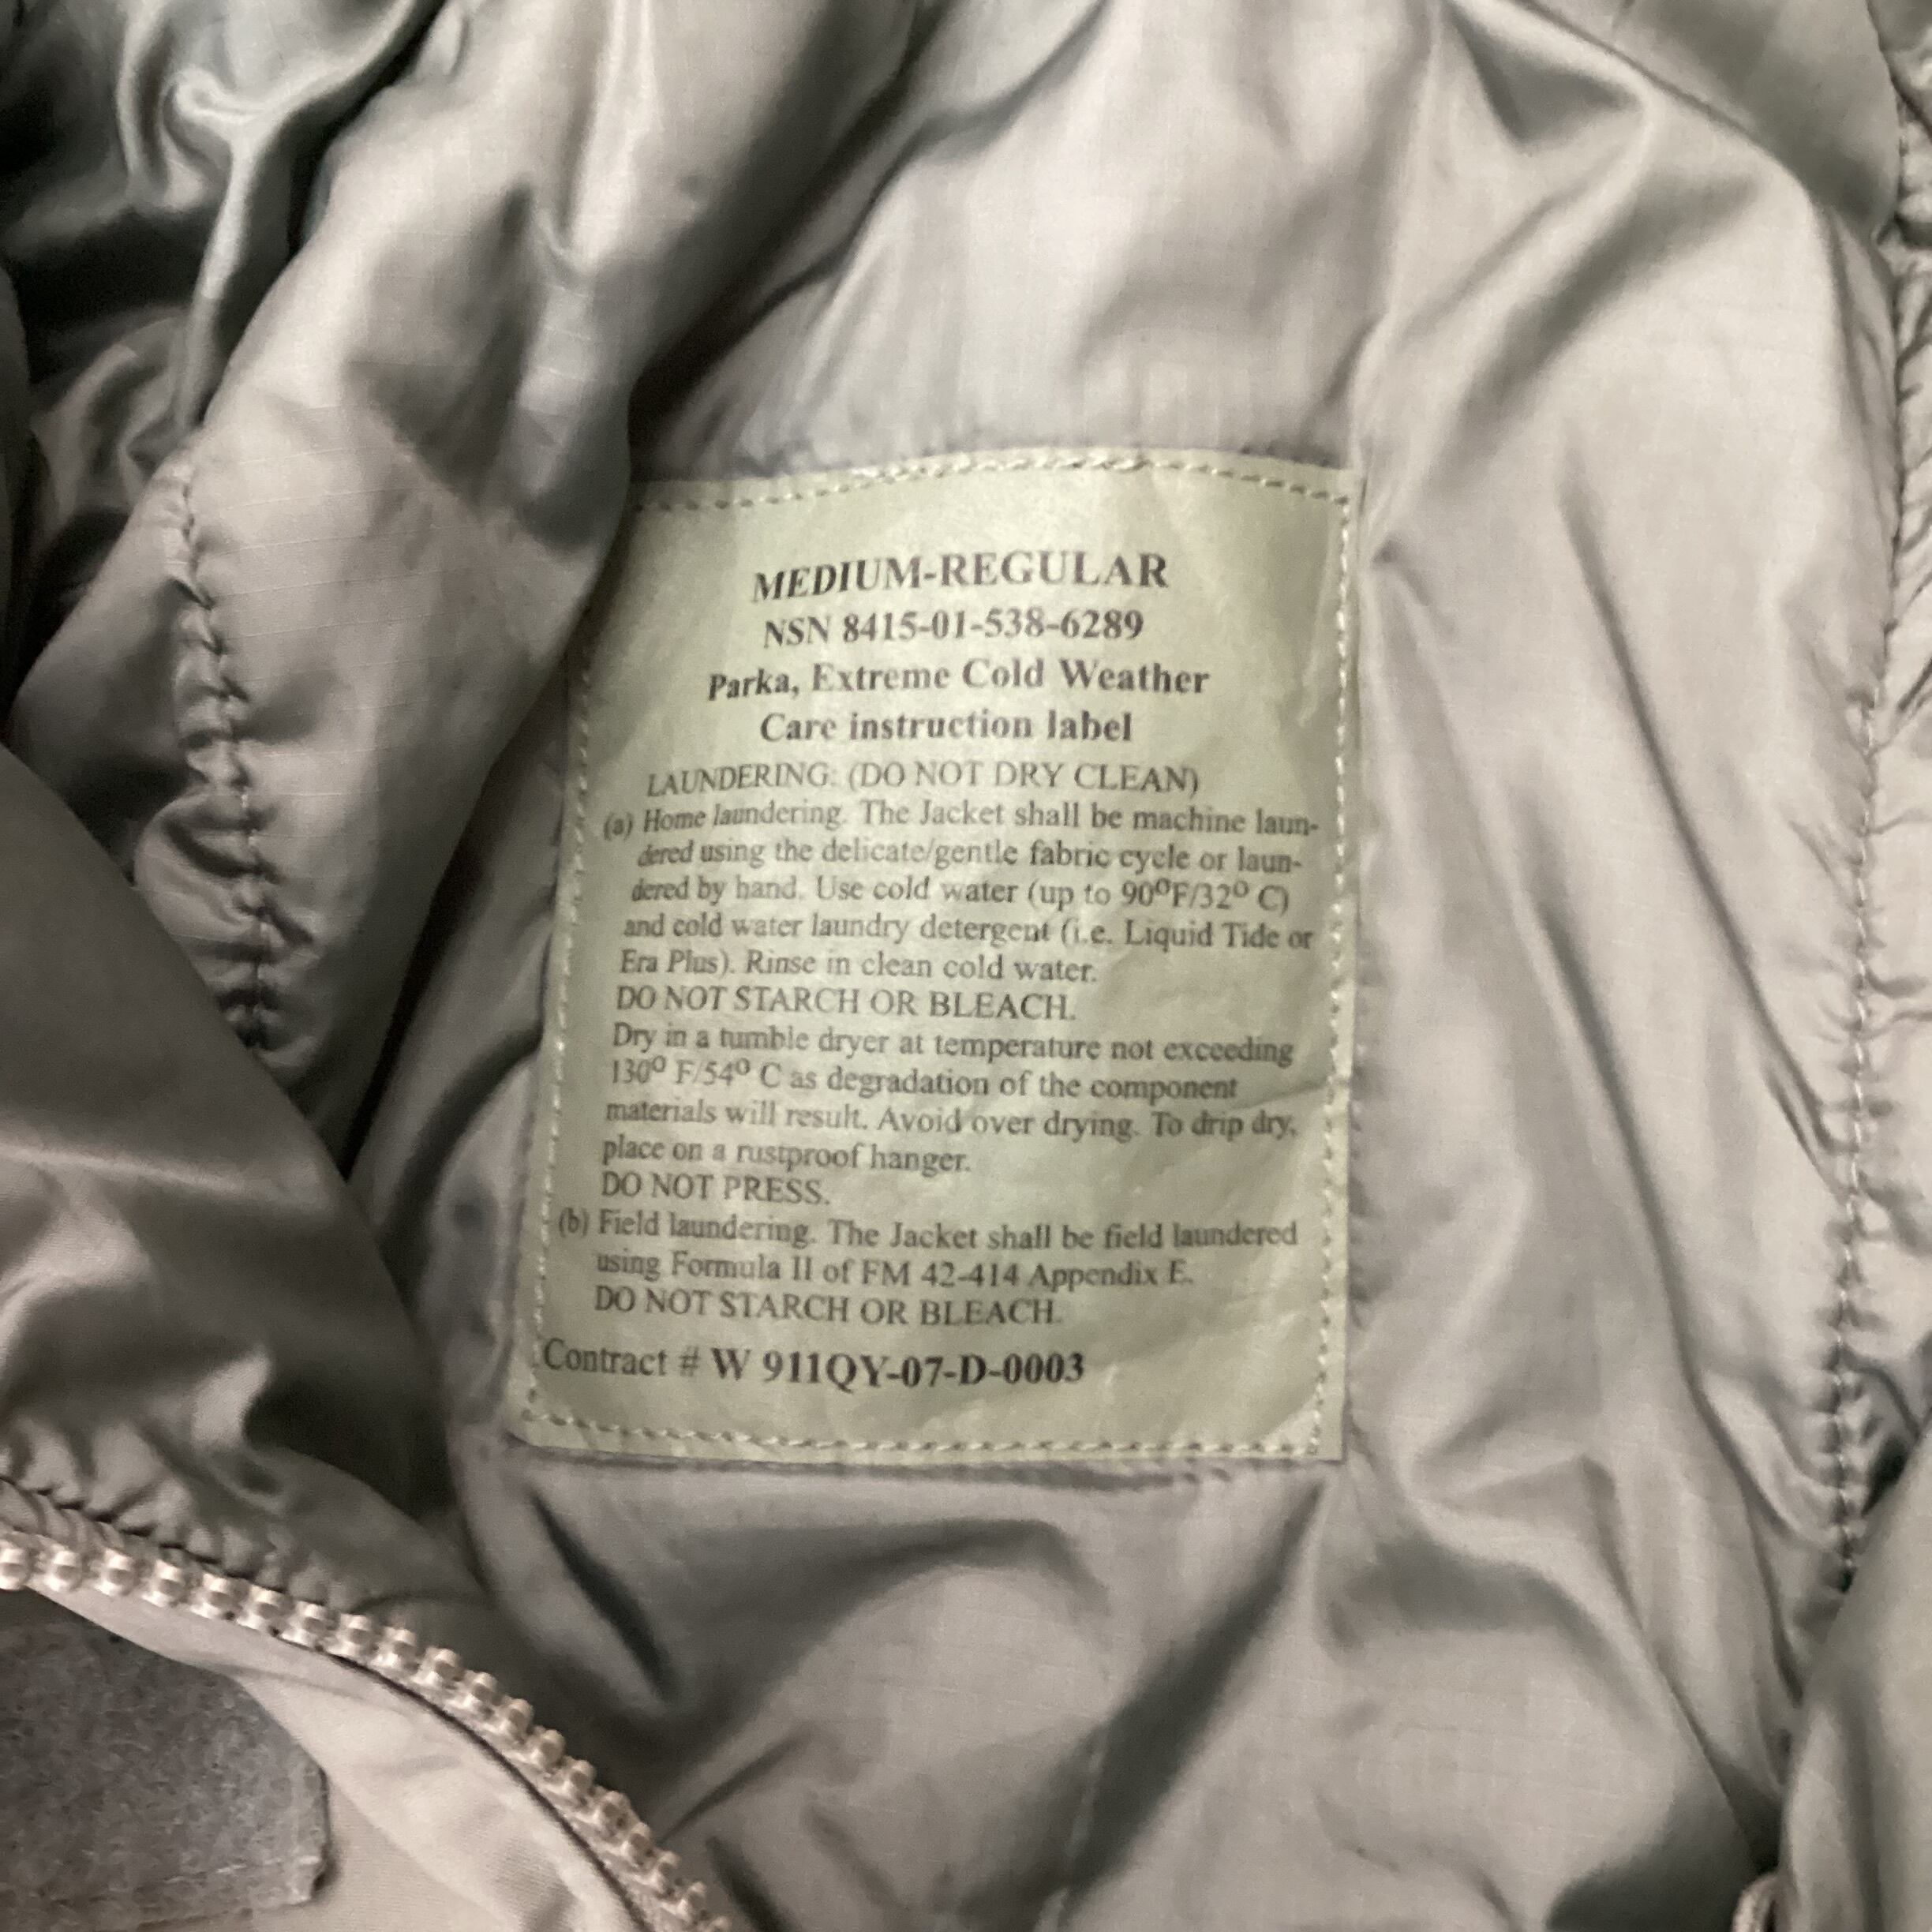 MEDIUM-REGULAR
NSN 8415-01-538-6289
Parka, Extreme Cold Weather
Care instruction label
LAUNDERING: (DO NOT DRY CLEAN)
(a) Home laundering. The Jacket shall be machine laun-
dered using the delicate/gentle fabric cycle or laun-
dered by hand. Use cold water (up to 90⁰F/32⁰ C)
and cold water laundry detergent (i.e. Liquid Tide or
Era Plus). Rinse in clean cold water.
DO NOT STARCH OR BLEACH.
Dry in a tumble dryer at temperature not exceeding
130⁰ F/54⁰ C as degradation of the component
materials will result. Avoid over drying. To drip dry,
place on a rustproof hanger.
DO NOT PRESS.
(b) Field laundering. The Jacket shall be field laundered
using Formula II of FM 42-414 Appendix E.
DO NOT STARCH OR BLEACH.
Contract # W 911QY-07-D-0003